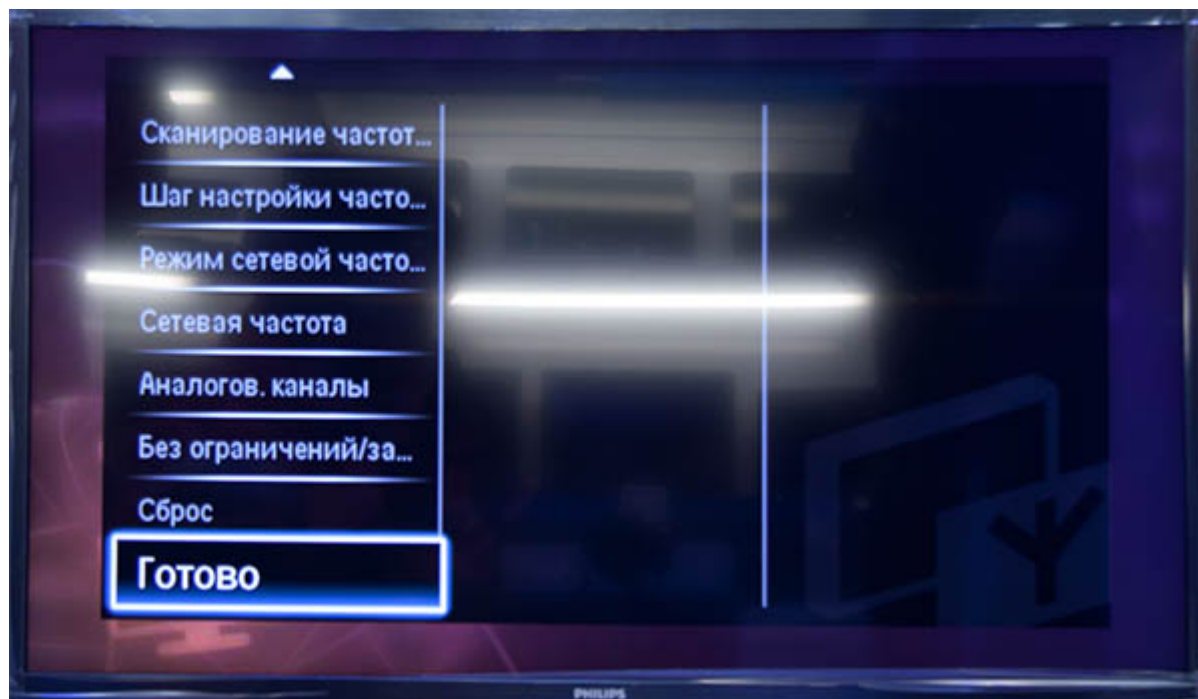 Сканирование частот...
Шаг настройки часто...
Режим сетевой часто...
Сетевая частота
Аналогов. каналы
Без ограничений/за...
Сброс
Готово
PHILIPS